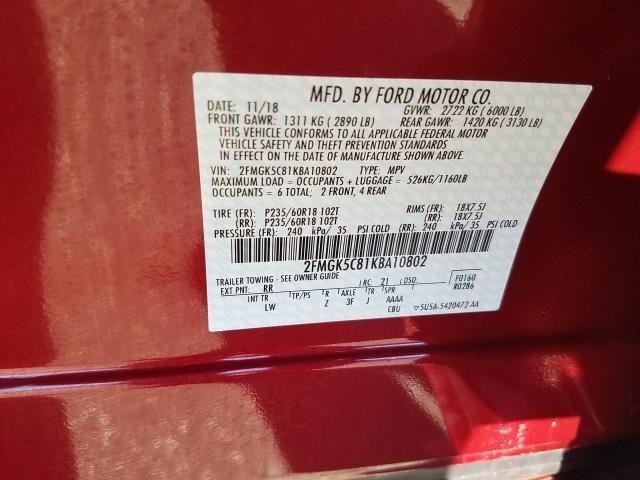 MFD. BY FORD MOTOR CO.
DATE: 11/18 GVWR: 2722 KG ( 6000 LB)
FRONT GAWR: 1311 KG ( 2890 LB) REAR GAWR: 1420 KG ( 3130 LB)
THIS VEHICLE CONFORMS TO ALL APPLICABLE FEDERAL MOTOR
VEHICLE SAFETY AND THEFT PREVENTION STANDARDS
IN EFFECT ON THE DATE OF MANUFACTURE SHOWN ABOVE.
VIN: 2FMGK5C81KBA10802 TYPE: MPV
MAXIMUM LOAD = OCCUPANTS + LUGGAGE = 526KG/1160LB
OCCUPANTS = 6 TOTAL; 2 FRONT, 4 REAR
TIRE (FR): P235/60R18 102T RIMS (FR): 18X7.5J
(RR): P235/60R18 102T (RR): 18X7.5J
PRESSURE (FR): 240 kPa/ 35 PSI COLD (RR): 240 kPa/ 35 PSI COLD
2FMGK5C81KBA10802
TRAILER TOWING - SEE OWNER GUIDE
EXT PNT: RR RC: 21 DSO: F0160
R0286
INT TR TP/PS R AXLE TR SPR
LW Z 3F J AAAA
CBU 5U5A-5420472-AA